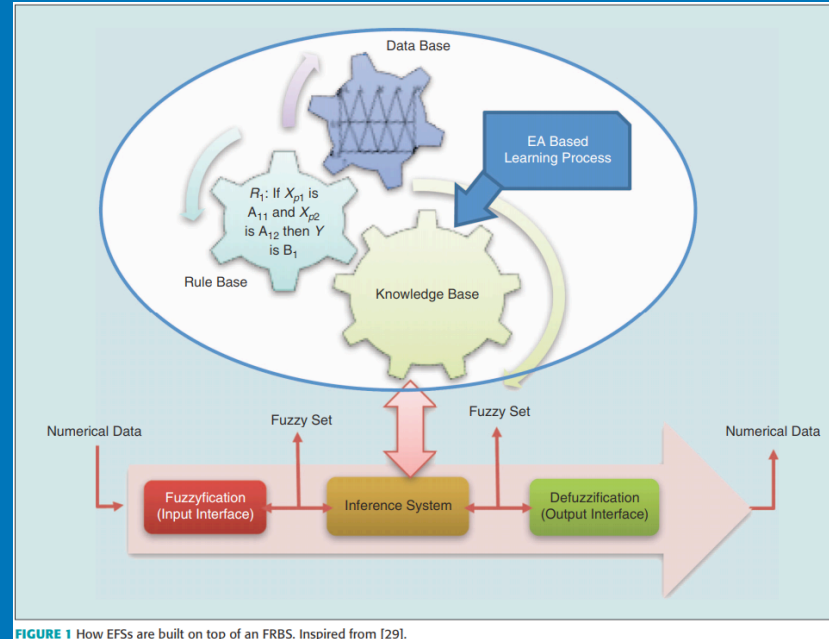 Data Base
EA Based
Learning Process
R1: If Xp1 is
A11 and Xp2
is A12 then Y
is B1
Rule Base
Knowledge Base
Numerical Data
Fuzzy Set
Fuzzy Set
Numerical Data
Fuzzyfication
(Input Interface)
Inference System
Defuzzification
(Output Interface)
FIGURE 1 How EFSs are built on top of an FRBS. Inspired from [29].